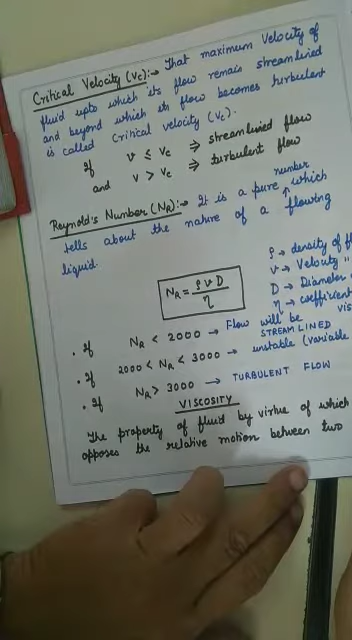 Critical Velocity (Vc):→ That maximum Velocity of
fluid upto which its flow remain streamlined
and beyond which its flow becomes turbulent
is called Critical velocity (Vc).
If v ≤ vc ⇒ streamlined flow
and v > vc ⇒ turbulent flow
Reynold's Number (NR):→ It is a pure number which
tells about the nature of a flowing
liquid.
ρ → density of fl
v → Velocity "
NR = ρ v D / η
D → Diameter
η → coefficient
vis
. If NR < 2000 → Flow will be STREAMLINED
. If 2000 < NR < 3000 → unstable (variable
. If NR > 3000 → TURBULENT FLOW
VISCOSITY
The property of fluid by virtue of which
opposes the relative motion between two